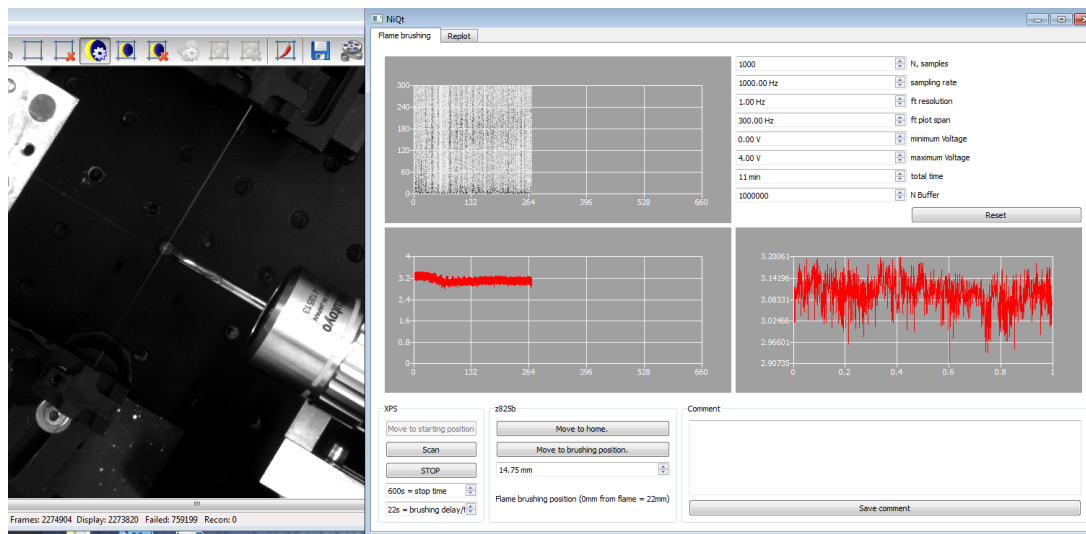 NiQt
Flame brushing
Replot
300
240
180
120
60
0
0 132 264 396 528 660
1000 N, samples
1000.00 Hz sampling rate
1.00 Hz ft resolution
300.00 Hz ft plot span
0.00 V minimum Voltage
4.00 V maximum Voltage
11 min total time
1000000 N Buffer
Reset
4
3.2
2.4
1.6
0.8
0
0 132 264 396 528 660
3.20061
3.14196
3.08331
3.02466
2.96601
2.90735
0 0.2 0.4 0.6 0.8 1
XPS
Move to starting position
Scan
STOP
600s = stop time
22s = brushing delay/
z825b
Move to home.
Move to brushing position.
14.75 mm
Flame brushing position (0mm from flame = 22mm)
Comment
Save comment
Frames: 2274904 Display: 2273820 Failed: 759199 Recon: 0